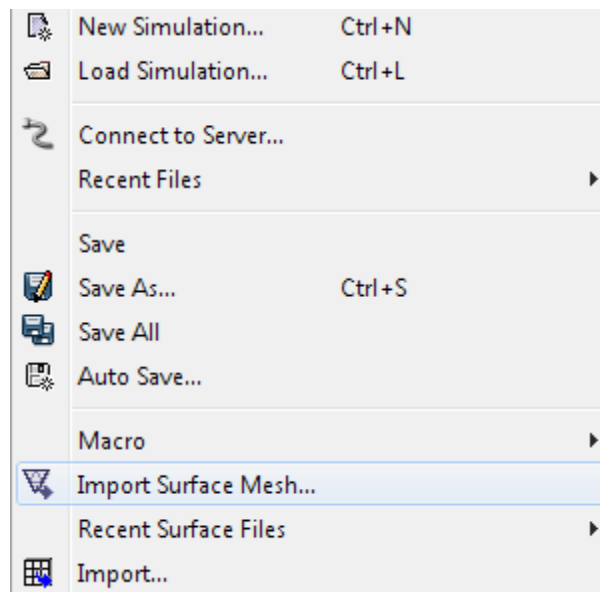 New Simulation... Ctrl+N
Load Simulation... Ctrl+L
Connect to Server...
Recent Files
Save
Save As... Ctrl+S
Save All
Auto Save...
Macro
Import Surface Mesh...
Recent Surface Files
Import...